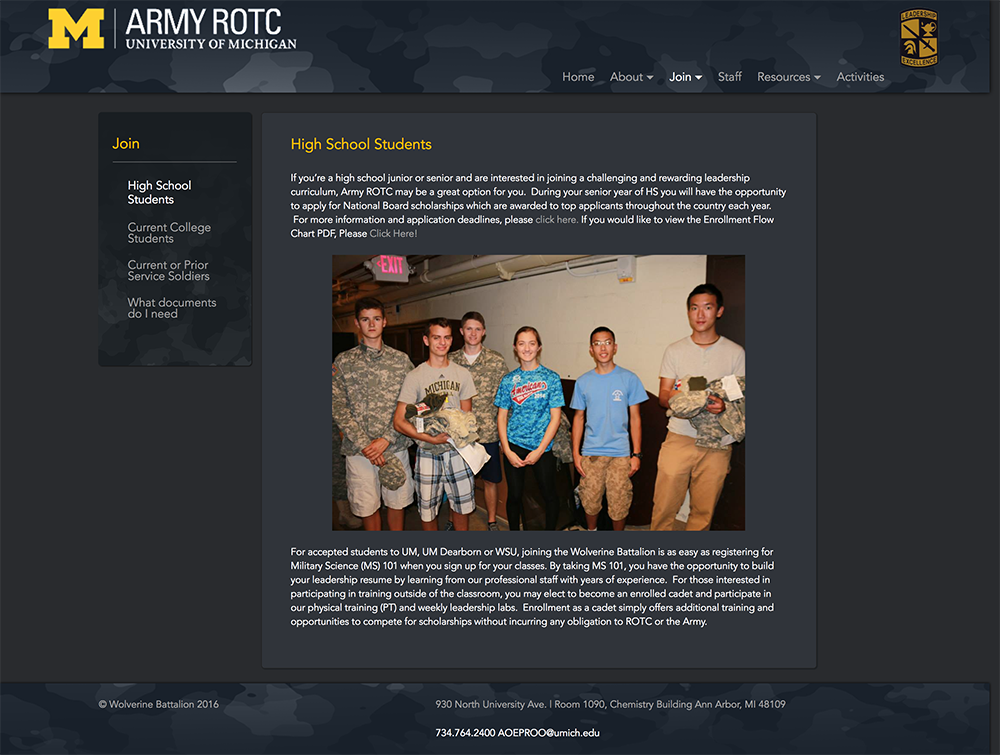 M ARMY ROTC
UNIVERSITY OF MICHIGAN
LEADERSHIP
EXCELLENCE
Home About Join Staff Resources Activities
Join
High School
Students
Current College
Students
Current or Prior
Service Soldiers
What documents
do I need
High School Students
If you're a high school junior or senior and are interested in joining a challenging and rewarding leadership
curriculum, Army ROTC may be a great option for you. During your senior year of HS you will have the opportunity
to apply for National Board scholarships which are awarded to top applicants throughout the country each year.
For more information and application deadlines, please click here. If you would like to view the Enrollment Flow
Chart PDF, Please Click Here!
EXIT
MICHIGAN
American
For accepted students to UM, UM Dearborn or WSU, joining the Wolverine Battalion is as easy as registering for
Military Science (MS) 101 when you sign up for your classes. By taking MS 101, you have the opportunity to build
your leadership resume by learning from our professional staff with years of experience. For those interested in
participating in training outside of the classroom, you may elect to become an enrolled cadet and participate in
our physical training (PT) and weekly leadership labs. Enrollment as a cadet simply offers additional training and
opportunities to compete for scholarships without incurring any obligation to ROTC or the Army.
© Wolverine Battalion 2016
930 North University Ave. | Room 1090, Chemistry Building Ann Arbor, MI 48109
734.764.2400 AOEPROO@umich.edu